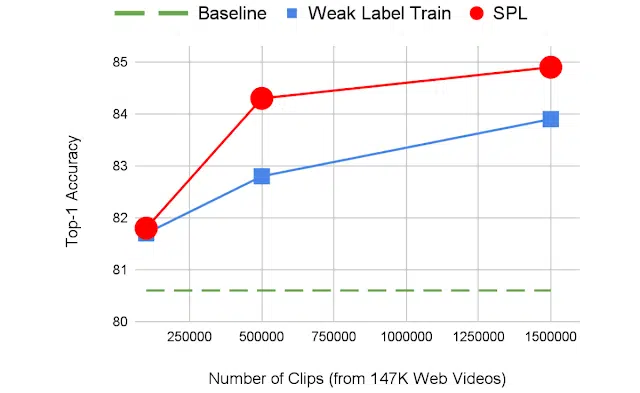 Baseline Weak Label Train SPL
85
84
83
82
81
80
Top-1 Accuracy
250000 500000 750000 1000000 1250000 1500000
Number of Clips (from 147K Web Videos)